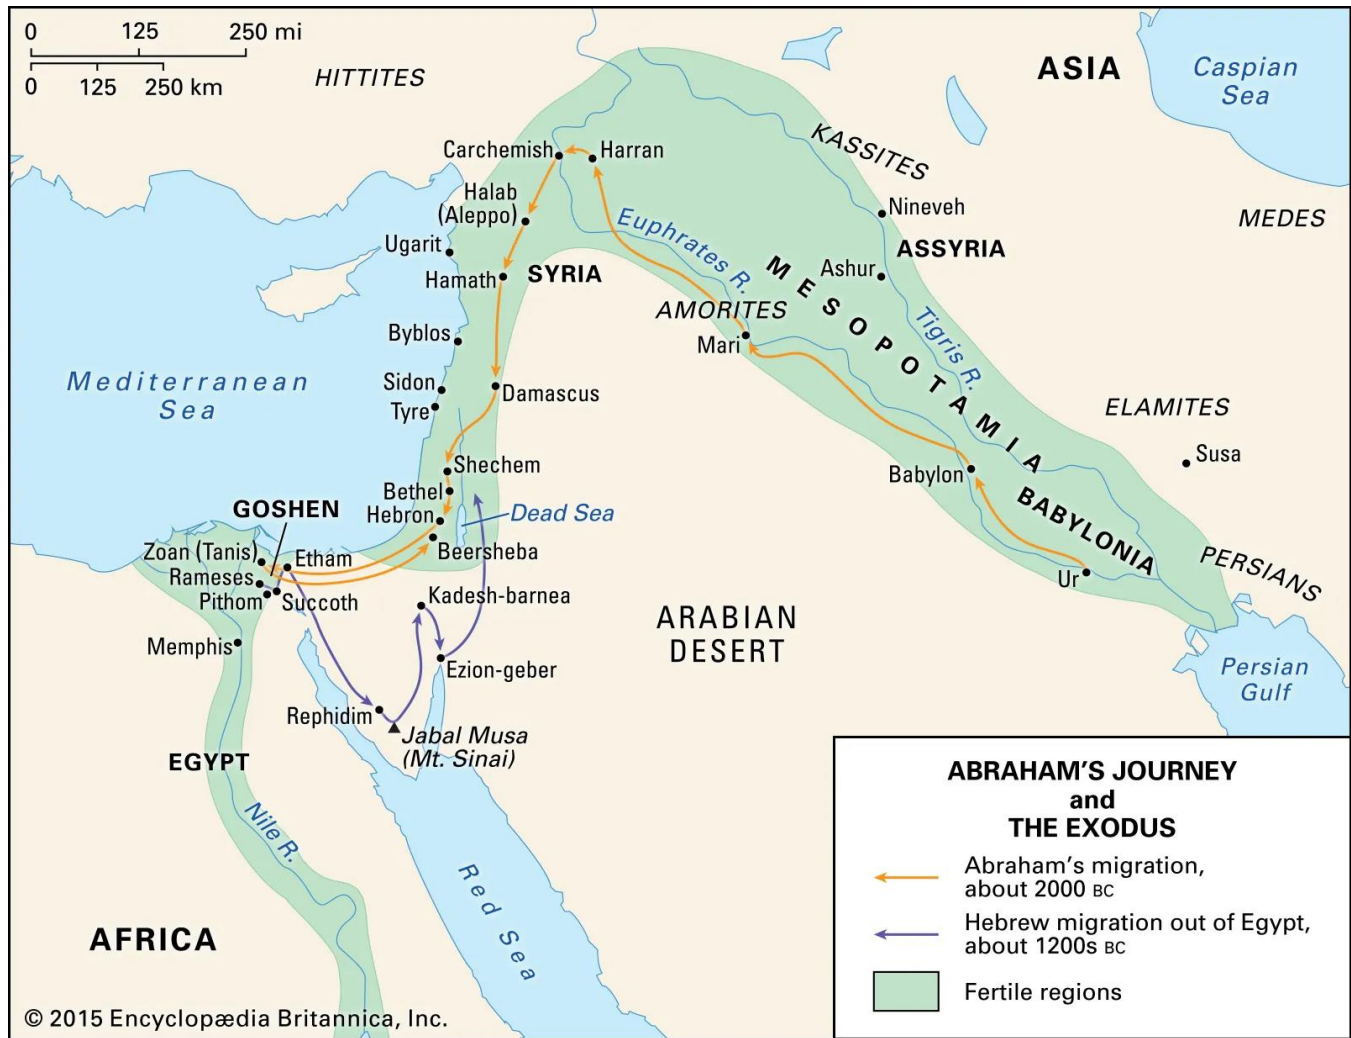 0 125 250 mi
0 125 250 km
HITTITES
ASIA
Caspian
Sea
KASSITES
Carchemish
Harran
Halab
(Aleppo)
Nineveh
MEDES
Euphrates R.
Ugarit
ASSYRIA
Hamath
SYRIA
MESOPOTAMIA
Ashur
AMORITES
Tigris R.
Byblos
Mari
Mediterranean
Sea
Sidon
Damascus
Tyre
ELAMITES
Susa
Shechem
Babylon
Bethel
GOSHEN
Hebron
Dead Sea
BABYLONIA
Zoan (Tanis)
Etham
Beersheba
PERSIANS
Rameses
Ur
Pithom
Succoth
Kadesh-barnea
ARABIAN
DESERT
Memphis
Ezion-geber
Persian
Gulf
Rephidim
Jabal Musa
(Mt. Sinai)
EGYPT
Nile R.
Red Sea
AFRICA
ABRAHAM'S JOURNEY
and
THE EXODUS
Abraham's migration,
about 2000 BC
Hebrew migration out of Egypt,
about 1200s BC
Fertile regions
© 2015 Encyclopædia Britannica, Inc.